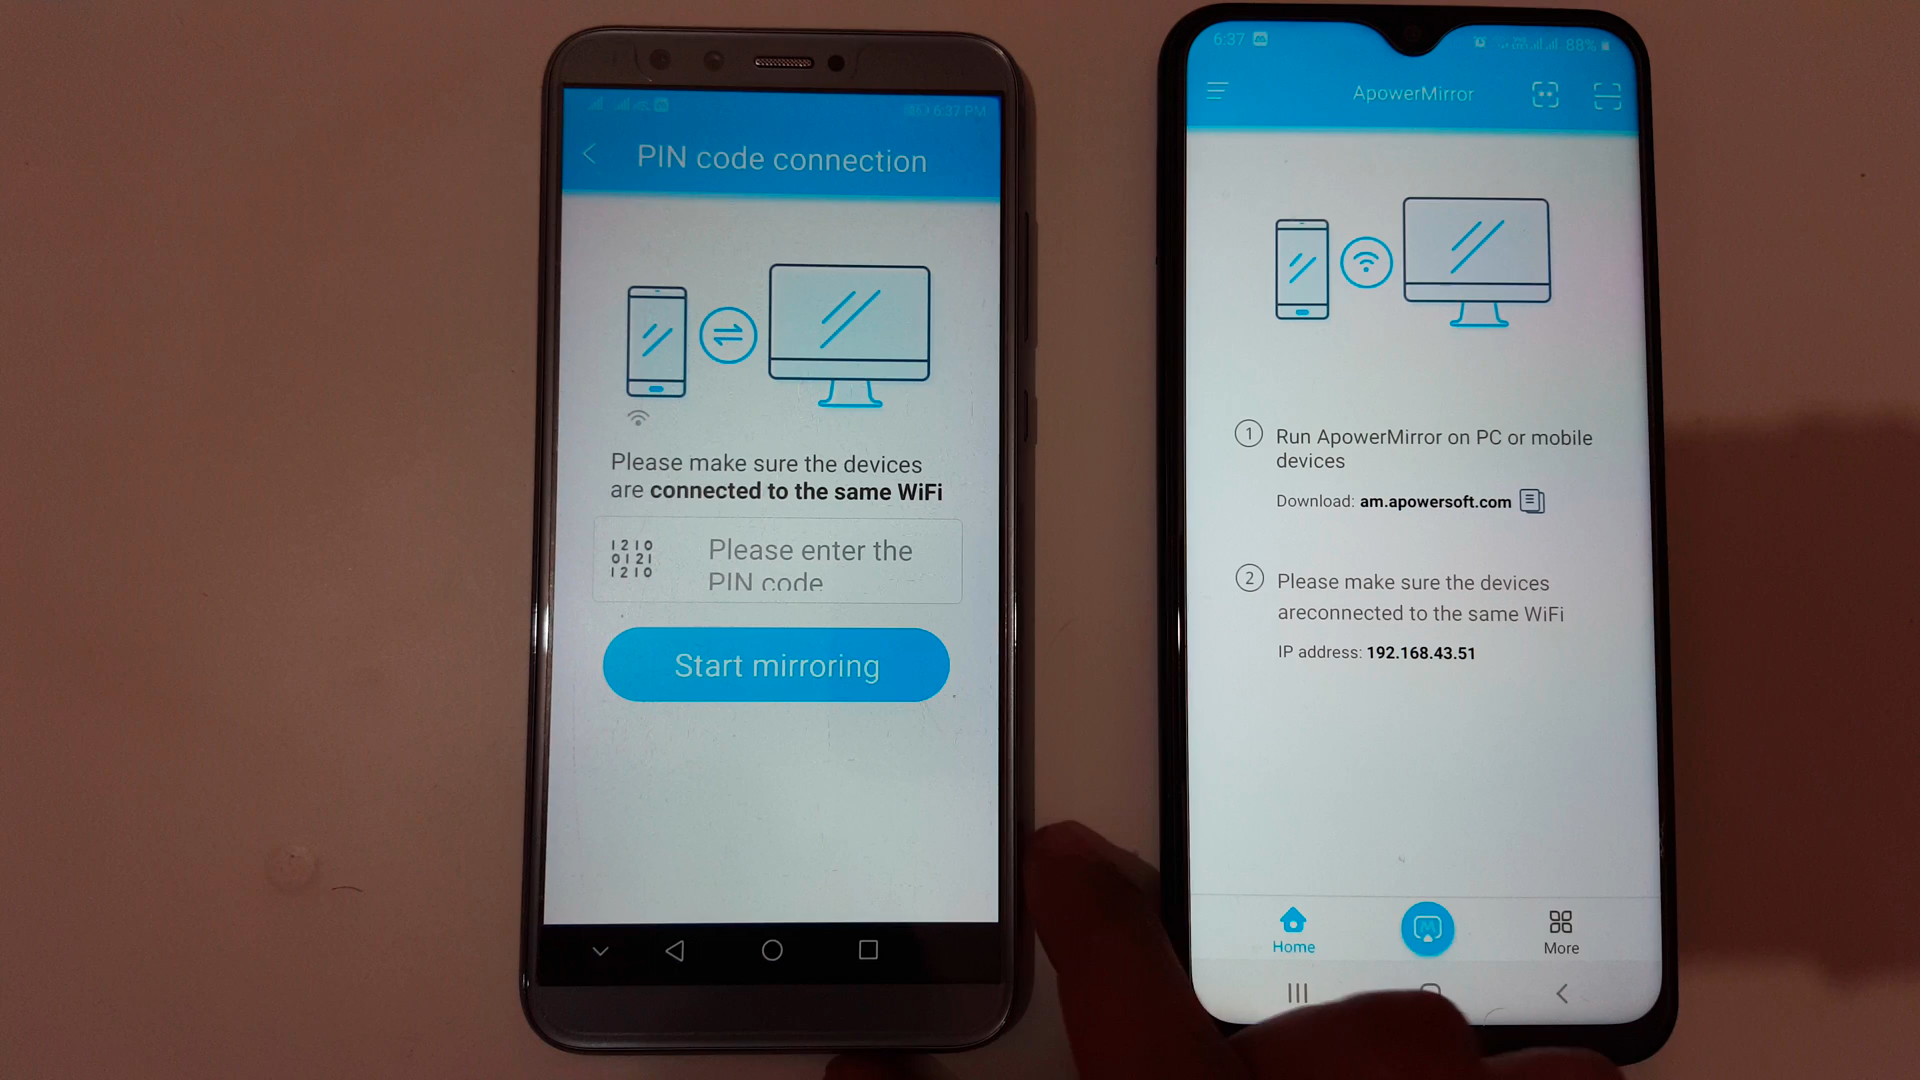 6:37 PM
PIN code connection
Please make sure the devices
are connected to the same WiFi
1210
0121
1210
Please enter the
PIN code
Start mirroring
6:37
88%
ApowerMirror
1 Run ApowerMirror on PC or mobile
devices
Download: am.apowersoft.com
2 Please make sure the devices
areconnected to the same WiFi
IP address: 192.168.43.51
Home
More